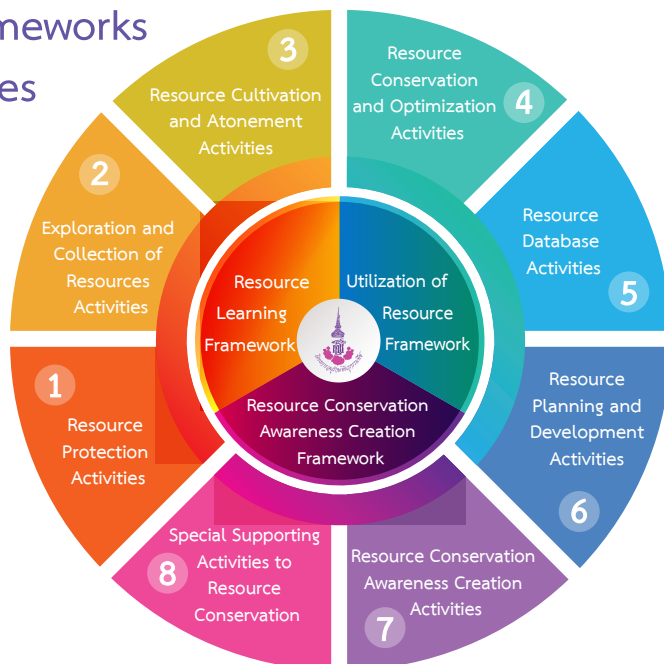 meworks
es
3
Resource Cultivation
and Atonement
Activities
Resource
Conservation
and Optimization
Activities
4
2
Exploration and
Collection of
Resources
Activities
Resource
Database
Activities
5
Resource
Learning
Framework
Utilization of
Resource
Framework
Resource Conservation
Awareness Creation
Framework
1
Resource
Protection
Activities
Resource
Planning and
Development
Activities
6
8
Special Supporting
Activities to
Resource
Conservation
Resource Conservation
Awareness Creation
Activities
7